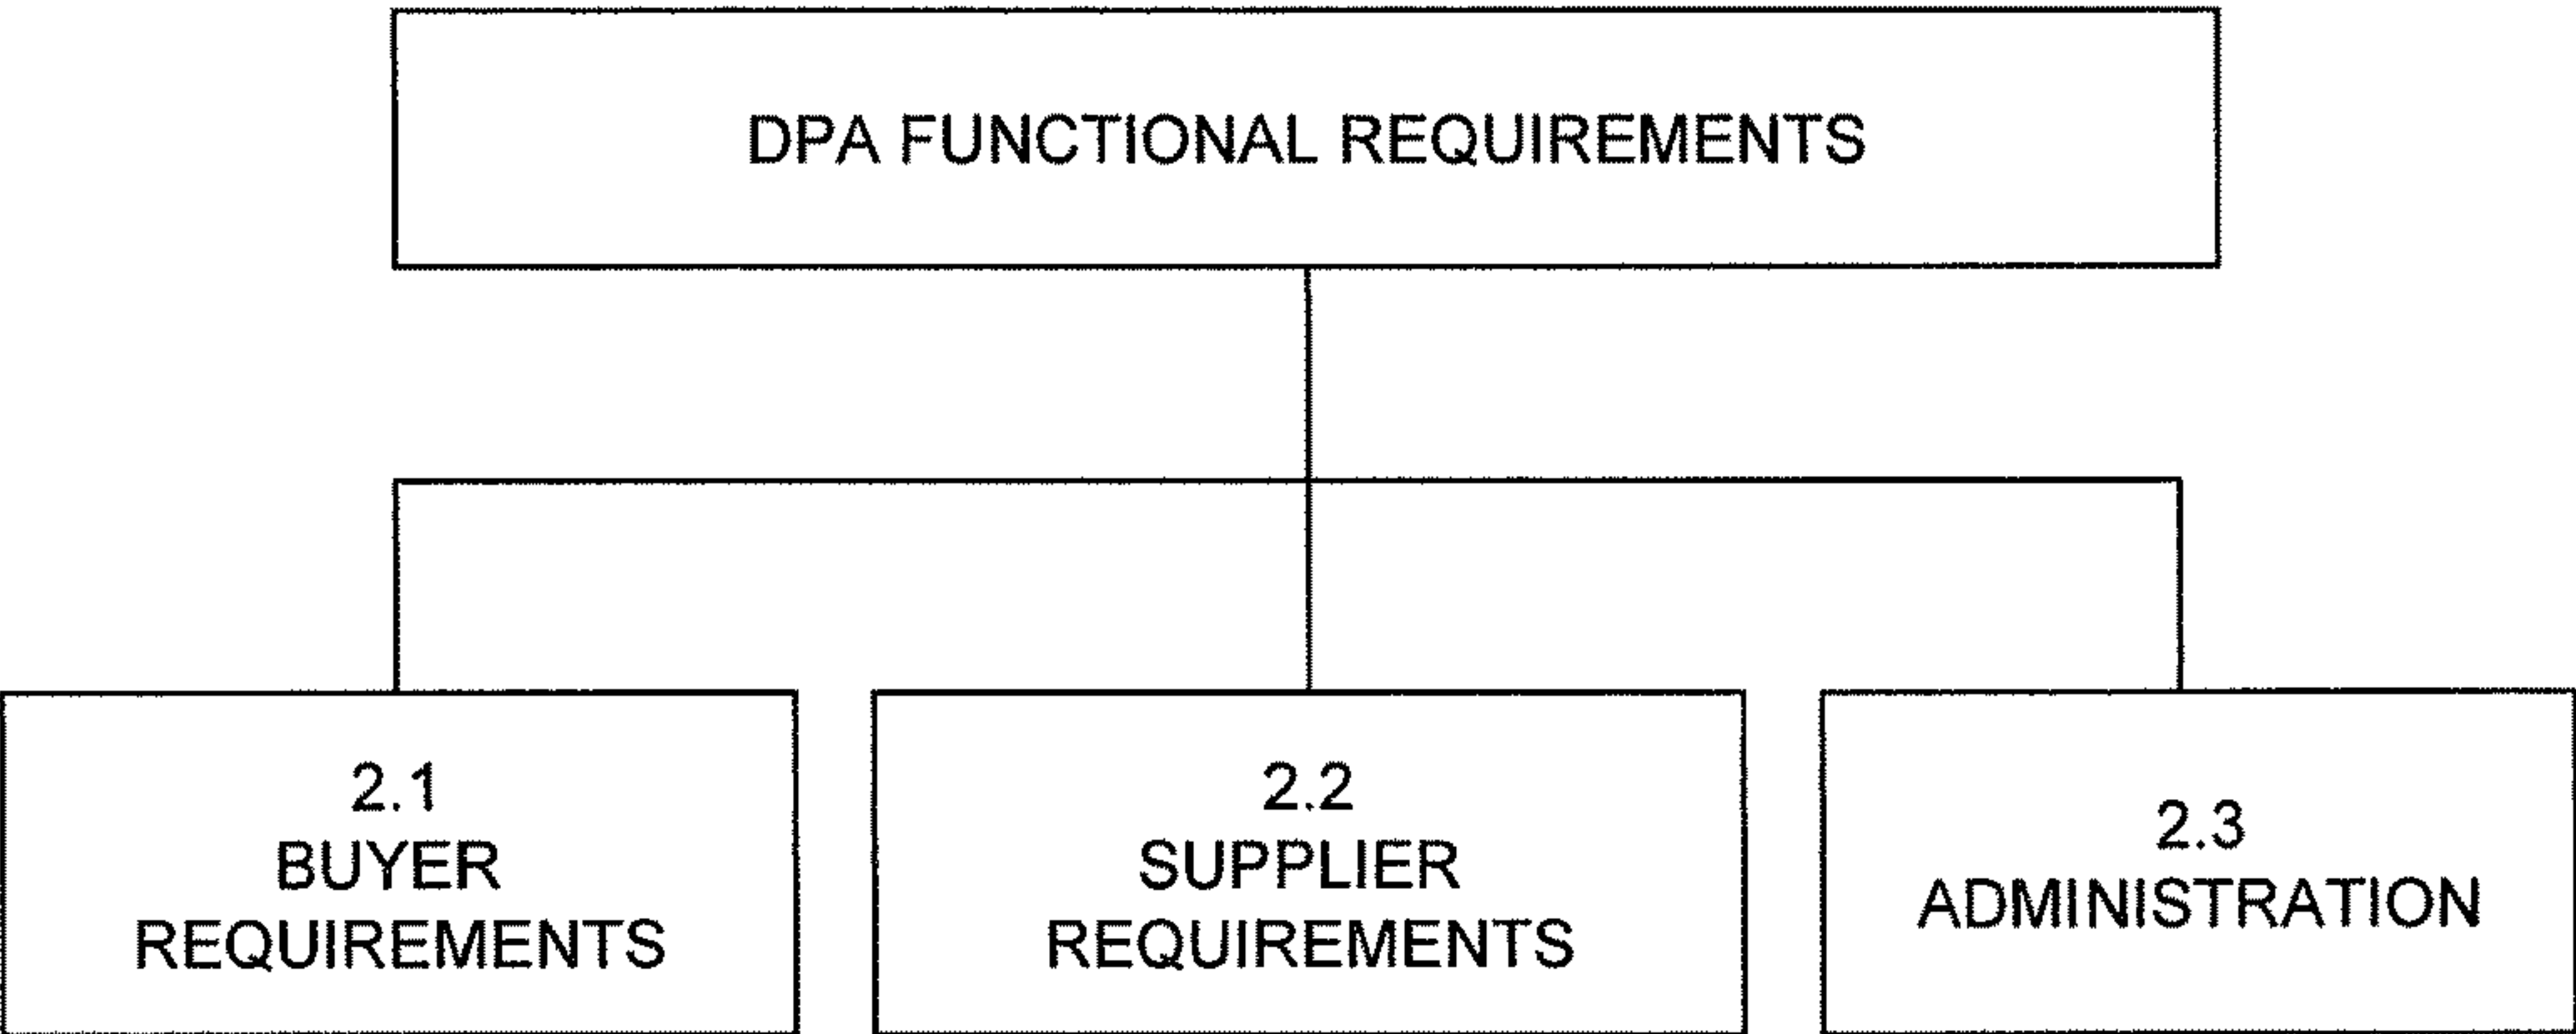 DPA FUNCTIONAL REQUIREMENTS
2.1
BUYER
REQUIREMENTS
2.2
SUPPLIER
REQUIREMENTS
2.3
ADMINISTRATION